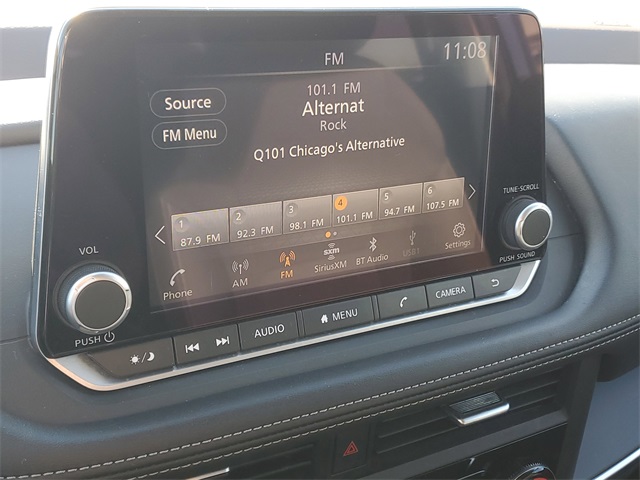 FM
11:08
Source
FM Menu
101.1 FM
Alternat
Rock
Q101 Chicago's Alternative
1 2 3 4 5 6
87.9 FM 92.3 FM 98.1 FM 101.1 FM 94.7 FM 107.5 FM
Phone AM FM sxm SiriusXM BT Audio USB1 Settings
VOL
PUSH
TUNE·SCROLL
PUSH SOUND
AUDIO MENU CAMERA